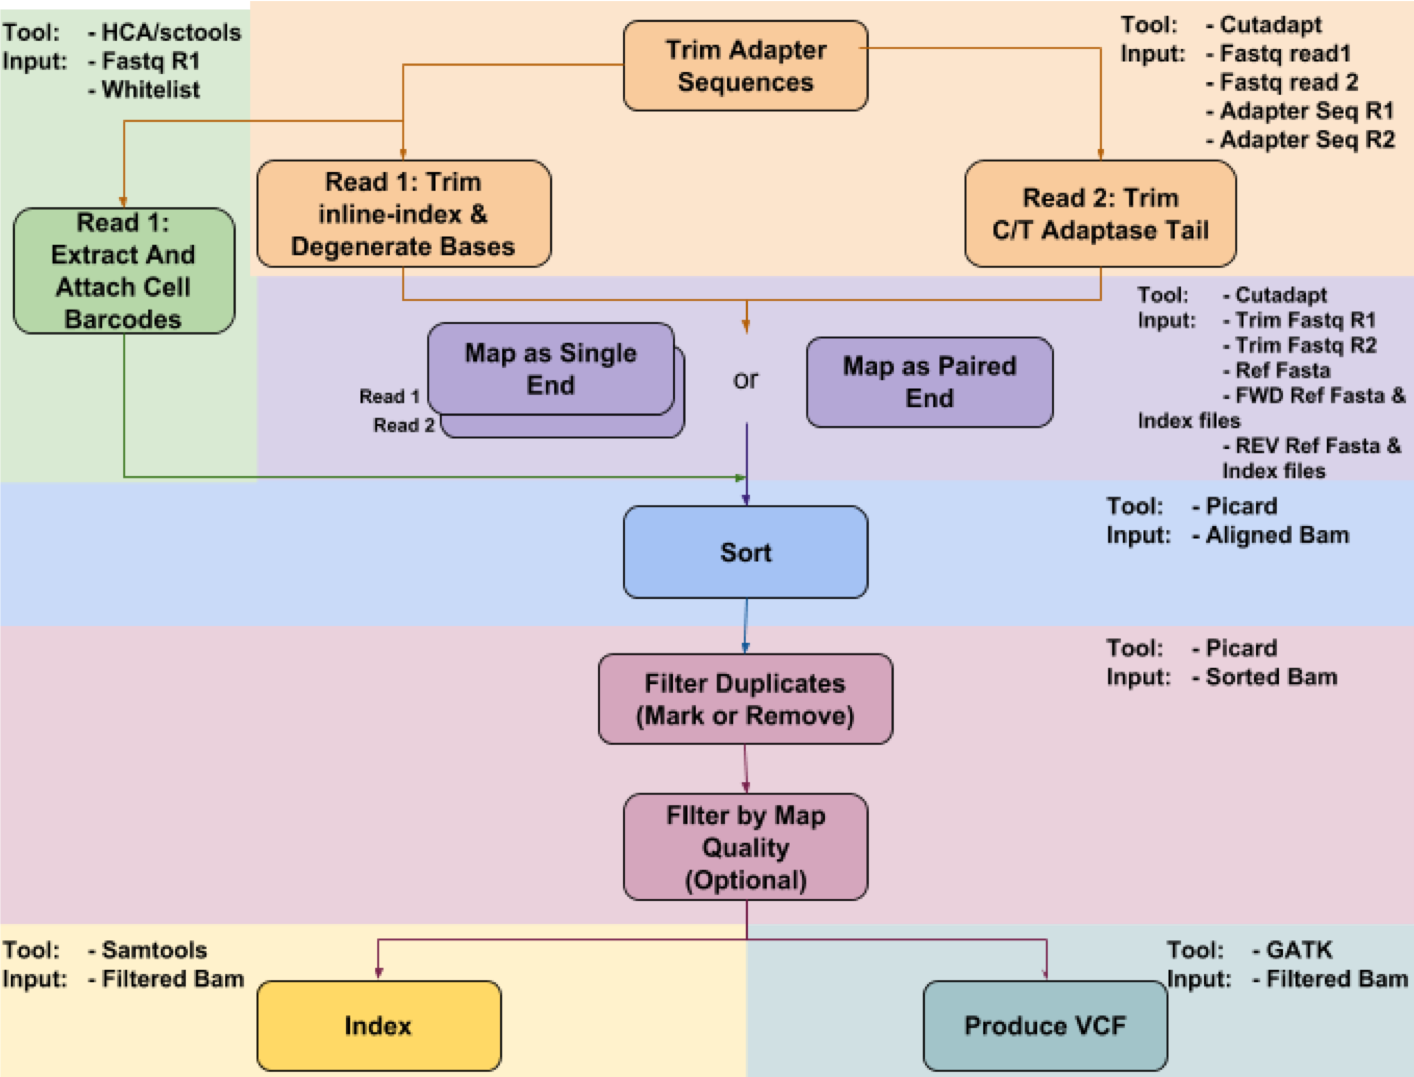 Tool: - HCA/sctools
Input: - Fastq R1
- Whitelist
Trim Adapter
Sequences
Tool: - Cutadapt
Input: - Fastq read1
- Fastq read 2
- Adapter Seq R1
- Adapter Seq R2
Read 1: Trim
inline-index &
Degenerate Bases
Read 2: Trim
C/T Adaptase Tail
Read 1:
Extract And
Attach Cell
Barcodes
Tool: - Cutadapt
Input: - Trim Fastq R1
- Trim Fastq R2
- Ref Fasta
- FWD Ref Fasta &
Index files
- REV Ref Fasta &
Index files
Map as Single
End
Read 1
Read 2
or
Map as Paired
End
Tool: - Picard
Input: - Aligned Bam
Sort
Tool: - Picard
Input: - Sorted Bam
Filter Duplicates
(Mark or Remove)
FIlter by Map
Quality
(Optional)
Tool: - Samtools
Input: - Filtered Bam
Index
Tool: - GATK
Input: - Filtered Bam
Produce VCF